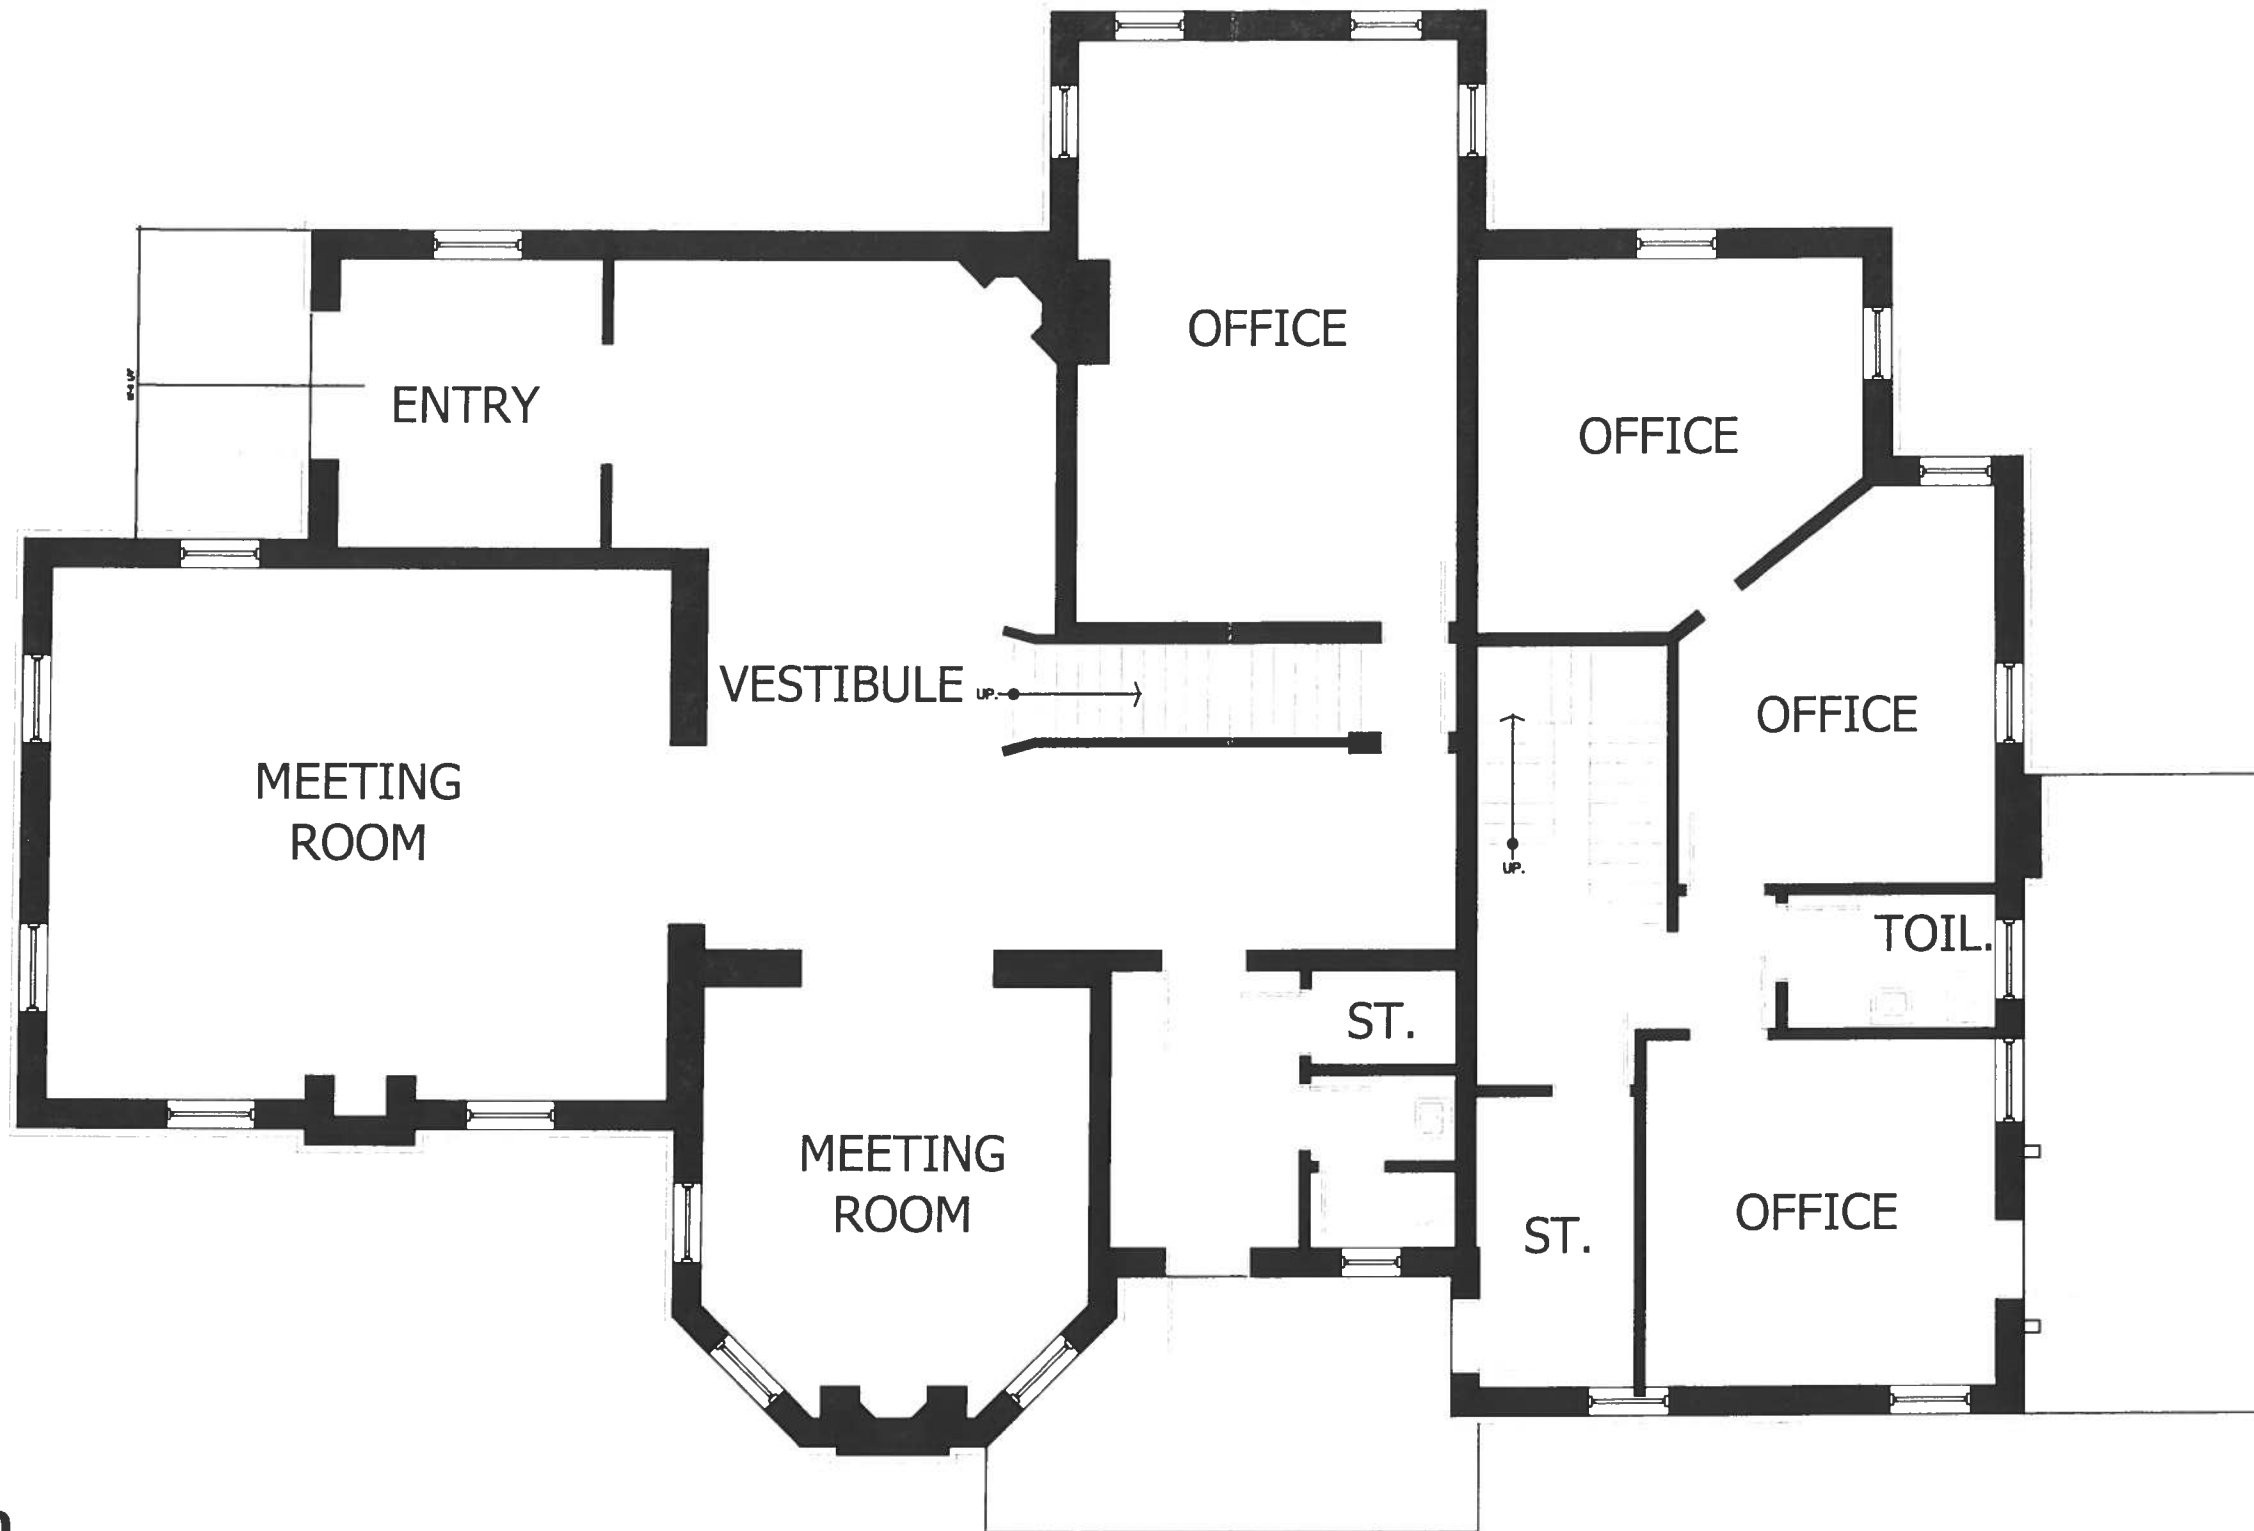 OFFICE
ENTRY
OFFICE
VESTIBULE
UP.
OFFICE
MEETING
ROOM
UP.
TOIL.
ST.
MEETING
ROOM
OFFICE
ST.